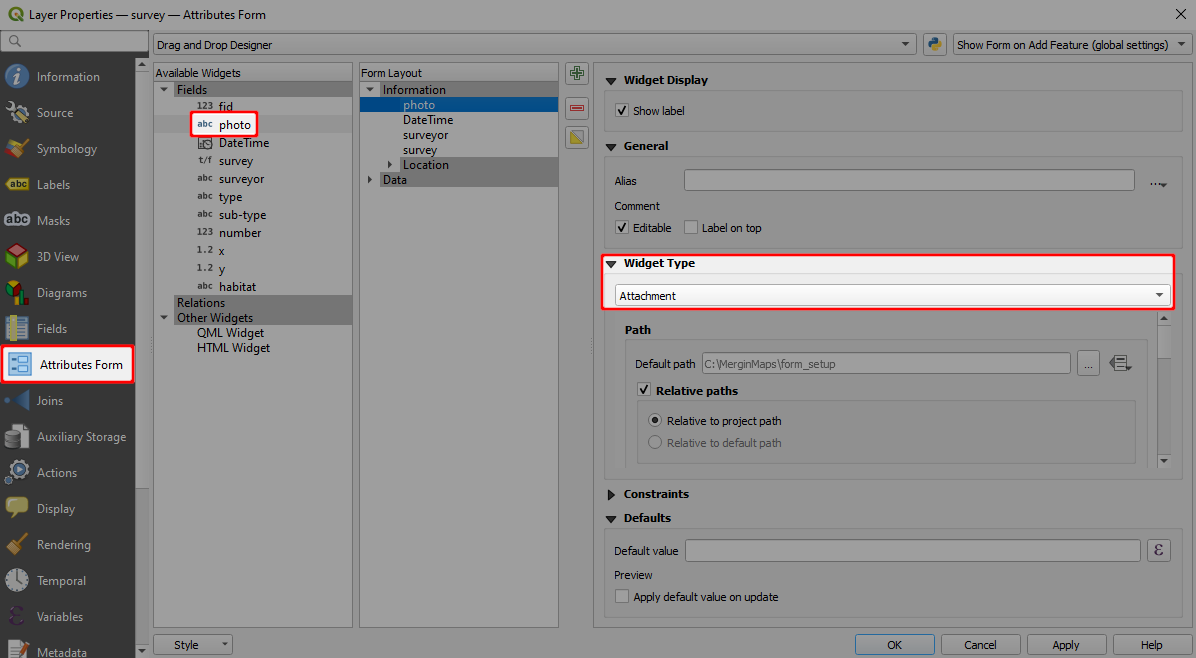 Layer Properties — survey — Attributes Form
Drag and Drop Designer
Show Form on Add Feature (global settings)
Information
Source
Symbology
abc Labels
abc Masks
3D View
Diagrams
Fields
Attributes Form
Joins
Auxiliary Storage
Actions
Display
Rendering
Temporal
Variables
Metadata
Available Widgets
Fields
123 fid
abc photo
DateTime
t/f survey
abc surveyor
abc type
abc sub-type
123 number
1.2 x
1.2 y
abc habitat
Relations
Other Widgets
QML Widget
HTML Widget
Form Layout
Information
photo
DateTime
surveyor
survey
Location
Data
Widget Display
Show label
General
Alias
Comment
Editable Label on top
Widget Type
Attachment
Path
Default path C:\MerginMaps\form_setup ...
Relative paths
Relative to project path
Relative to default path
Constraints
Defaults
Default value ε
Preview
Apply default value on update
Style OK Cancel Apply Help